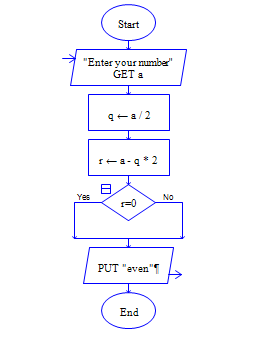 Start
"Enter your number"
GET a
q ← a / 2
r ← a - q * 2
Yes
No
r=0
PUT "even"¶
End